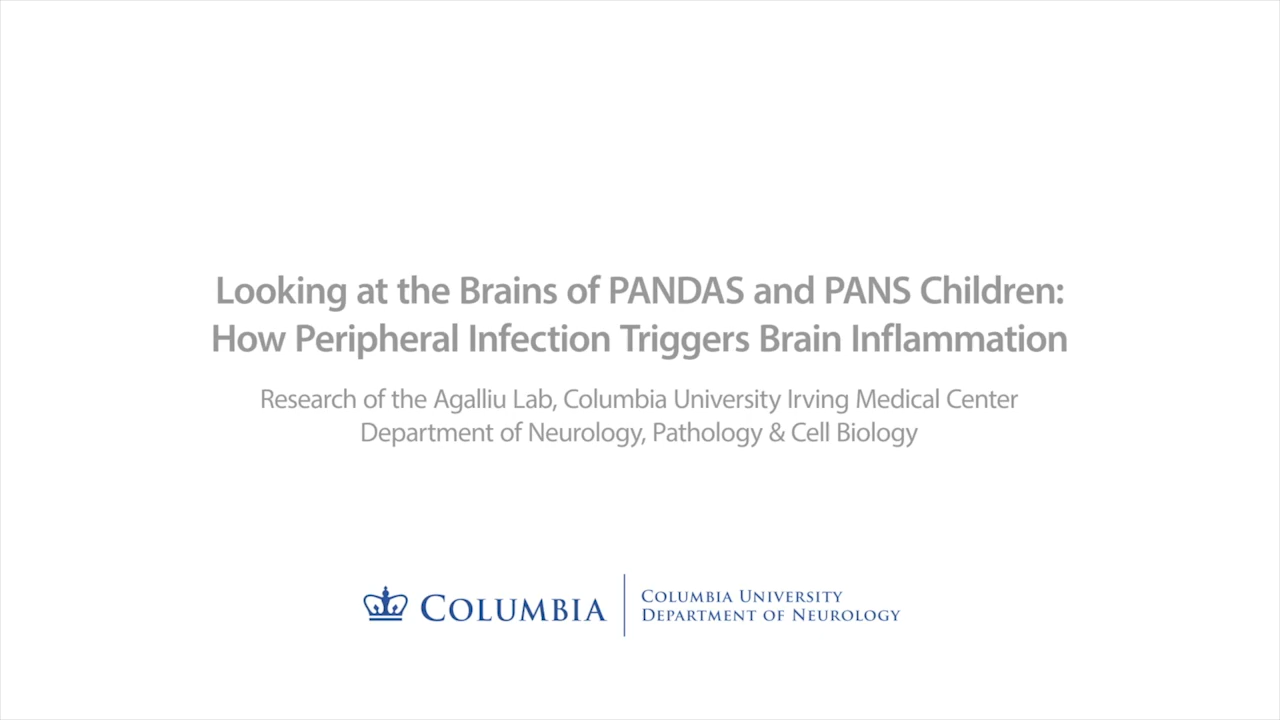 Looking at the Brains of PANDAS and PANS Children:
How Peripheral Infection Triggers Brain Inflammation
Research of the Agalliu Lab, Columbia University Irving Medical Center
Department of Neurology, Pathology & Cell Biology
COLUMBIA
COLUMBIA UNIVERSITY
DEPARTMENT OF NEUROLOGY